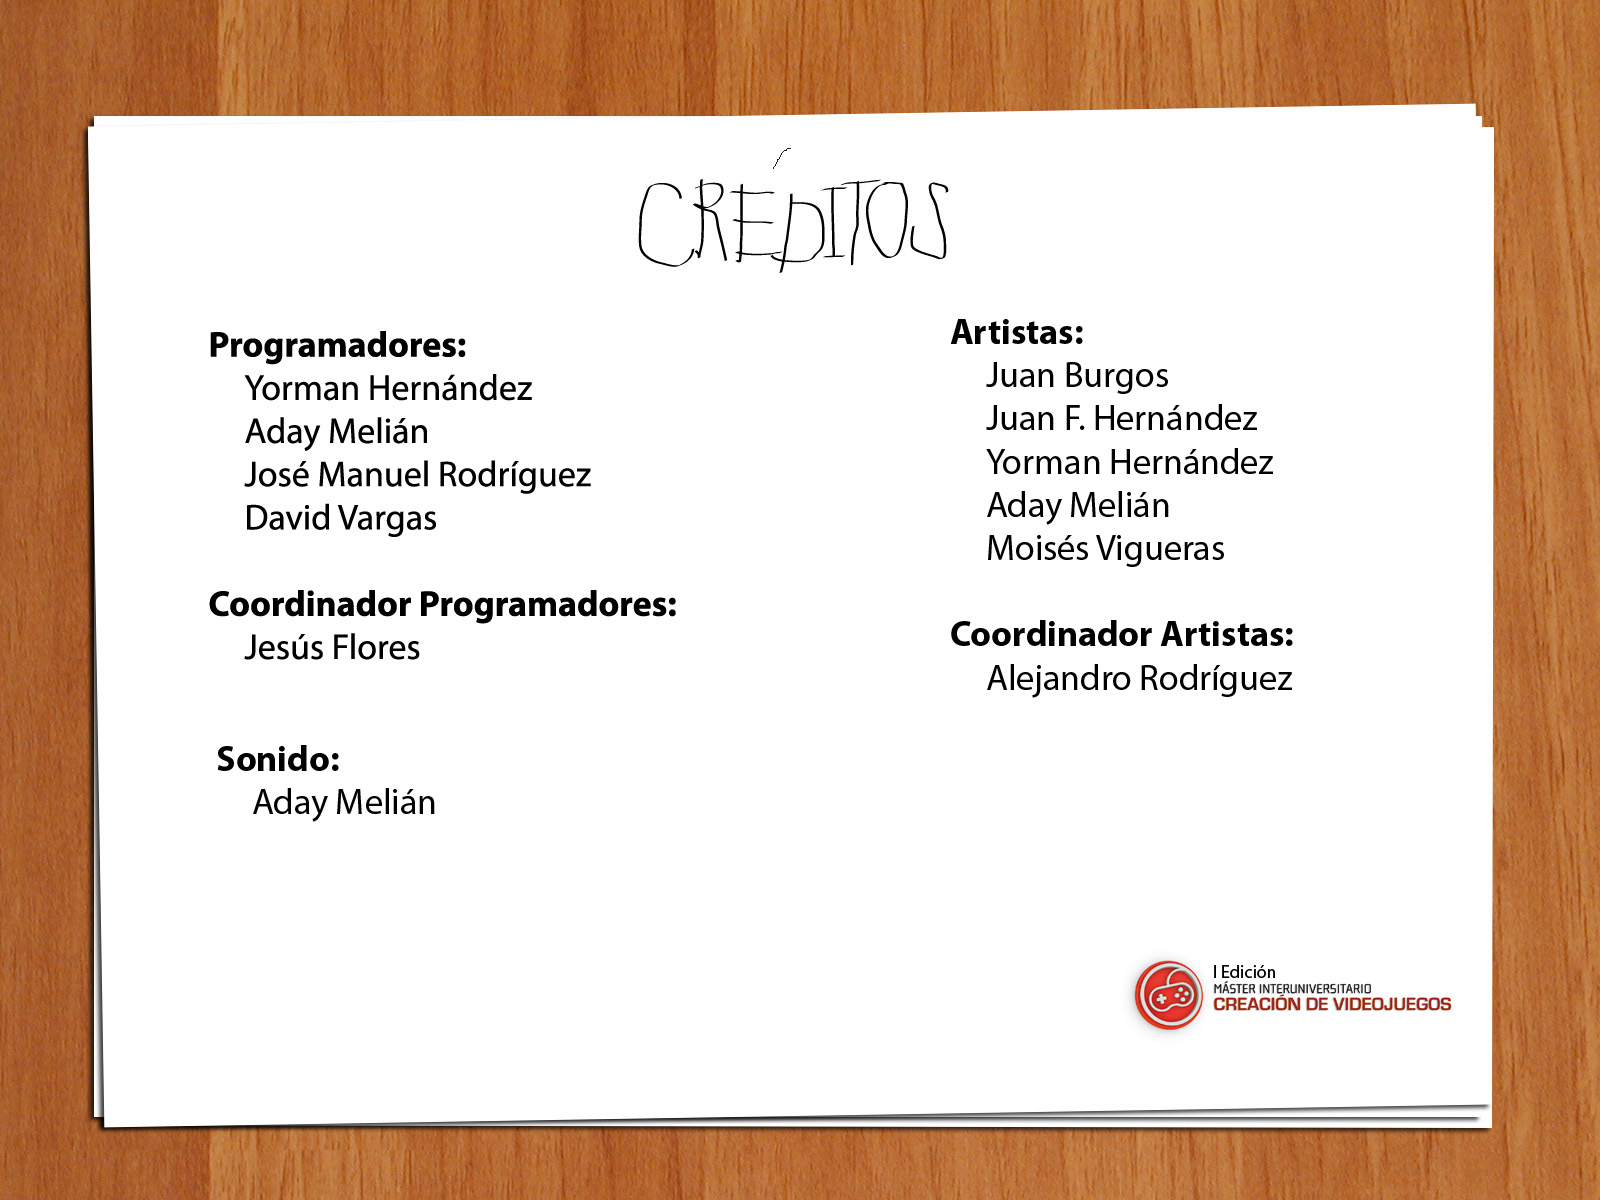 CRÉDITOS
Programadores:
Yorman Hernández
Aday Melián
José Manuel Rodríguez
David Vargas
Coordinador Programadores:
Jesús Flores
Sonido:
Aday Melián
Artistas:
Juan Burgos
Juan F. Hernández
Yorman Hernández
Aday Melián
Moisés Vigueras
Coordinador Artistas:
Alejandro Rodríguez
I Edición
MÁSTER INTERUNIVERSITARIO
CREACIÓN DE VIDEOJUEGOS